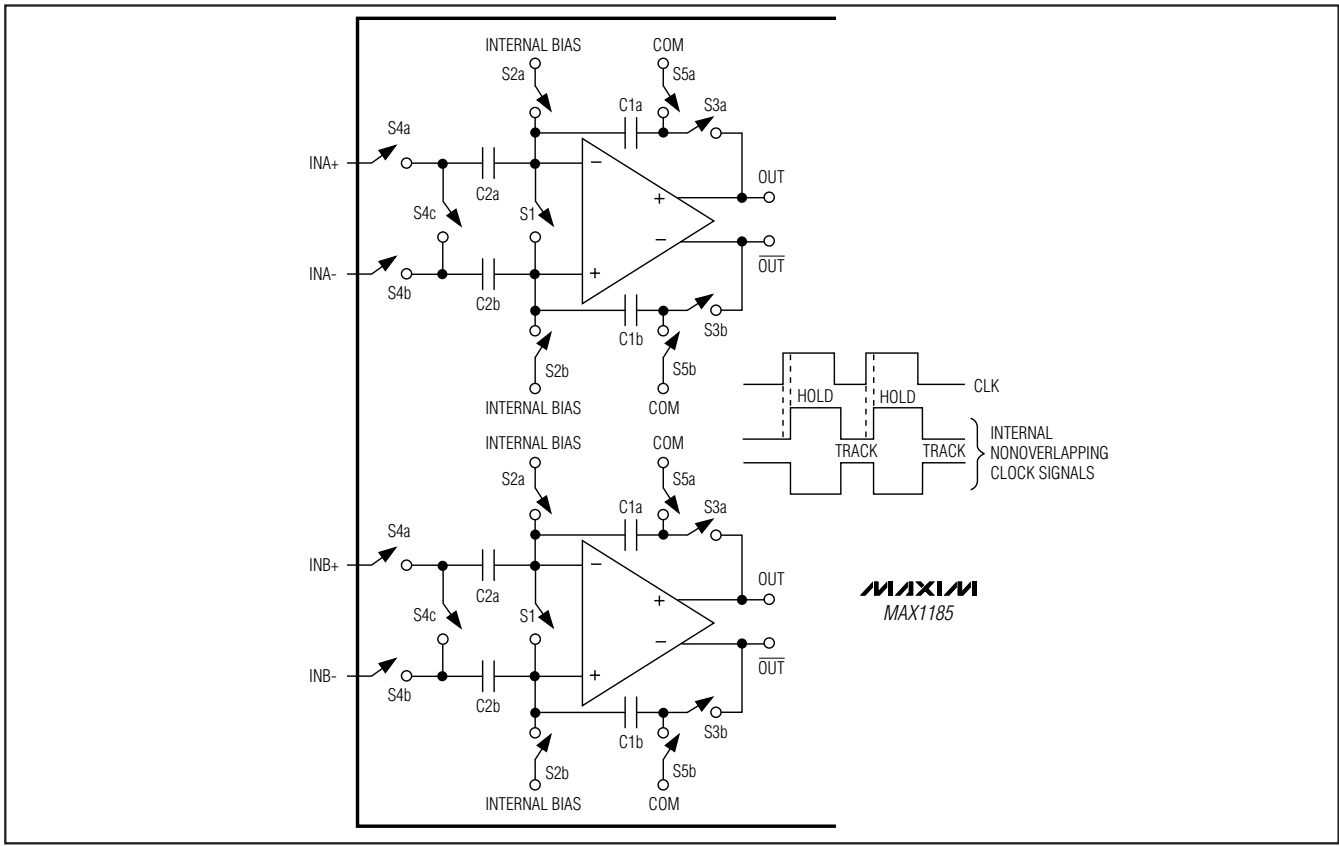 INTERNAL BIAS
COM
S2a
S5a
C1a
S3a
S4a
INA+
−
C2a
OUT
+
S4c
S1
−
INA-
+
OUT
S4b
C2b
C1b
S3b
S2b
S5b
CLK
HOLD
HOLD
INTERNAL BIAS
COM
INTERNAL
NONOVERLAPPING
CLOCK SIGNALS
TRACK
TRACK
INTERNAL BIAS
COM
S2a
S5a
C1a
S3a
S4a
INB+
−
C2a
OUT
+
S4c
S1
MAXIM
MAX1185
−
INB-
+
OUT
S4b
C2b
C1b
S3b
S2b
S5b
INTERNAL BIAS
COM